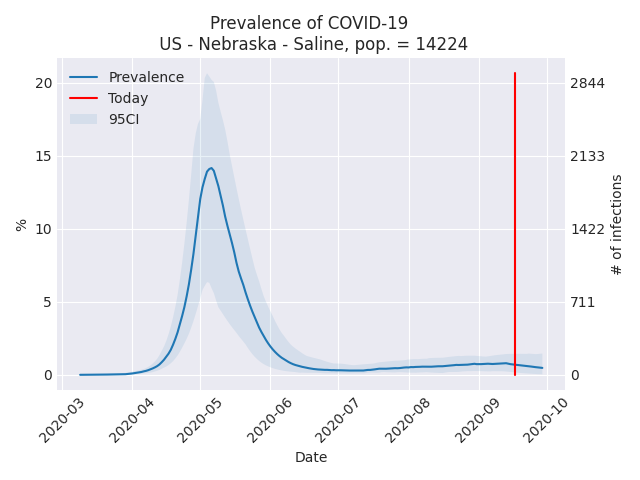 Prevalence of COVID-19
US - Nebraska - Saline, pop. = 14224
Prevalence
Today
95CI
20
15
10
5
0
%
2844
2133
1422
711
0
# of infections
2020-03
2020-04
2020-05
2020-06
2020-07
2020-08
2020-09
2020-10
Date